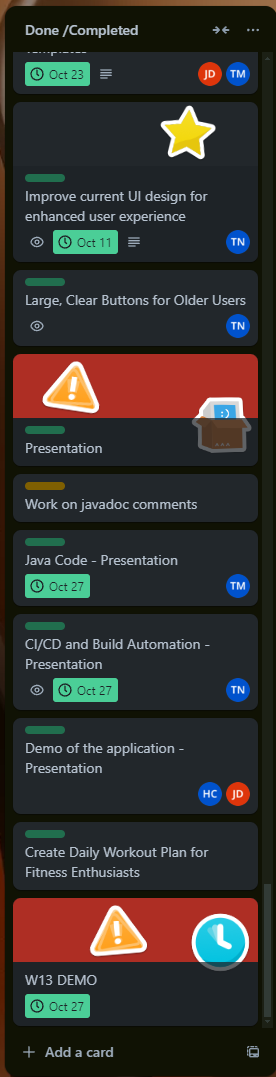 Done /Completed
Templates
Oct 23
JD
TM
Improve current UI design for
enhanced user experience
Oct 11
TN
Large, Clear Buttons for Older Users
TN
:)
Presentation
Work on javadoc comments
Java Code - Presentation
Oct 27
TM
CI/CD and Build Automation -
Presentation
Oct 27
TN
Demo of the application -
Presentation
HC
JD
Create Daily Workout Plan for
Fitness Enthusiasts
W13 DEMO
Oct 27
Add a card